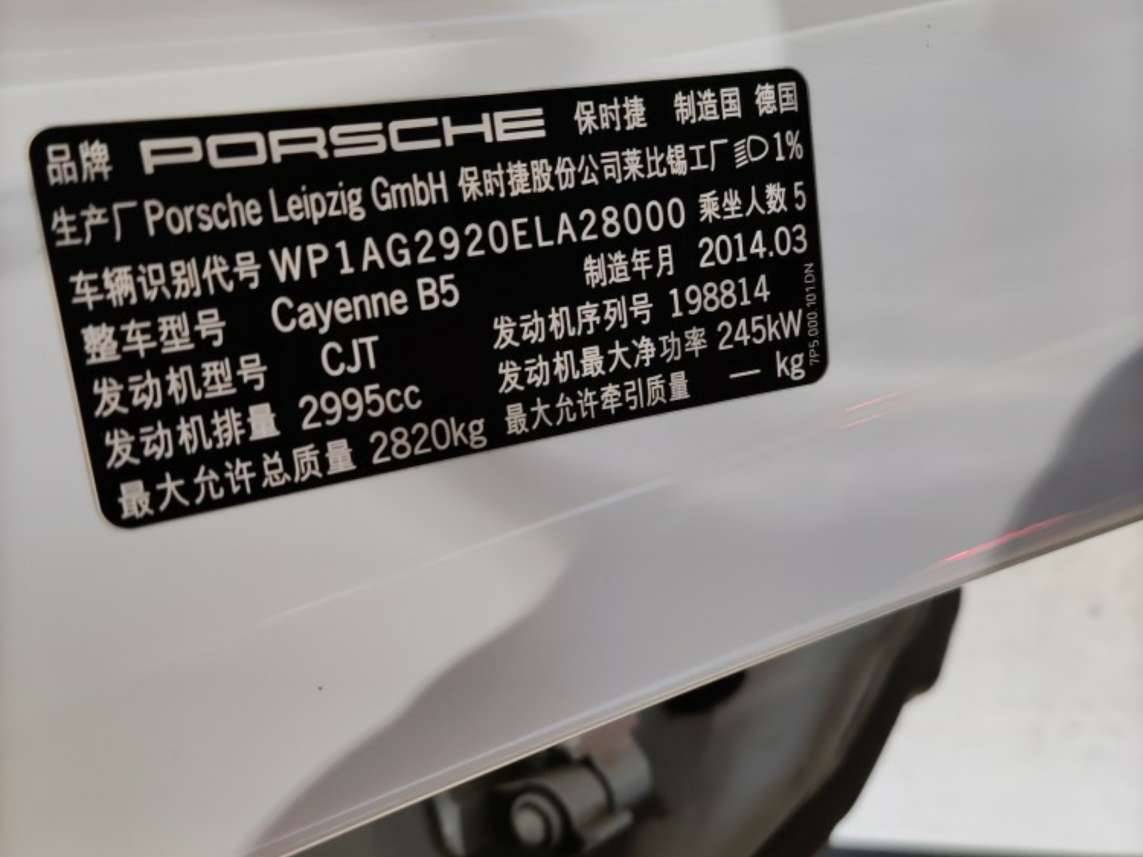 品牌 PORSCHE 保时捷 制造国 德国
生产厂 Porsche Leipzig GmbH 保时捷股份公司莱比锡工厂 1%
车辆识别代号 WP1AG2920ELA28000 乘坐人数 5
整车型号 Cayenne B5 制造年月 2014.03
发动机型号 CJT 发动机序列号 198814
发动机排量 2995cc 发动机最大净功率 245kW
最大允许总质量 2820kg 最大允许牵引质量 — kg
7P5.000 101 DN